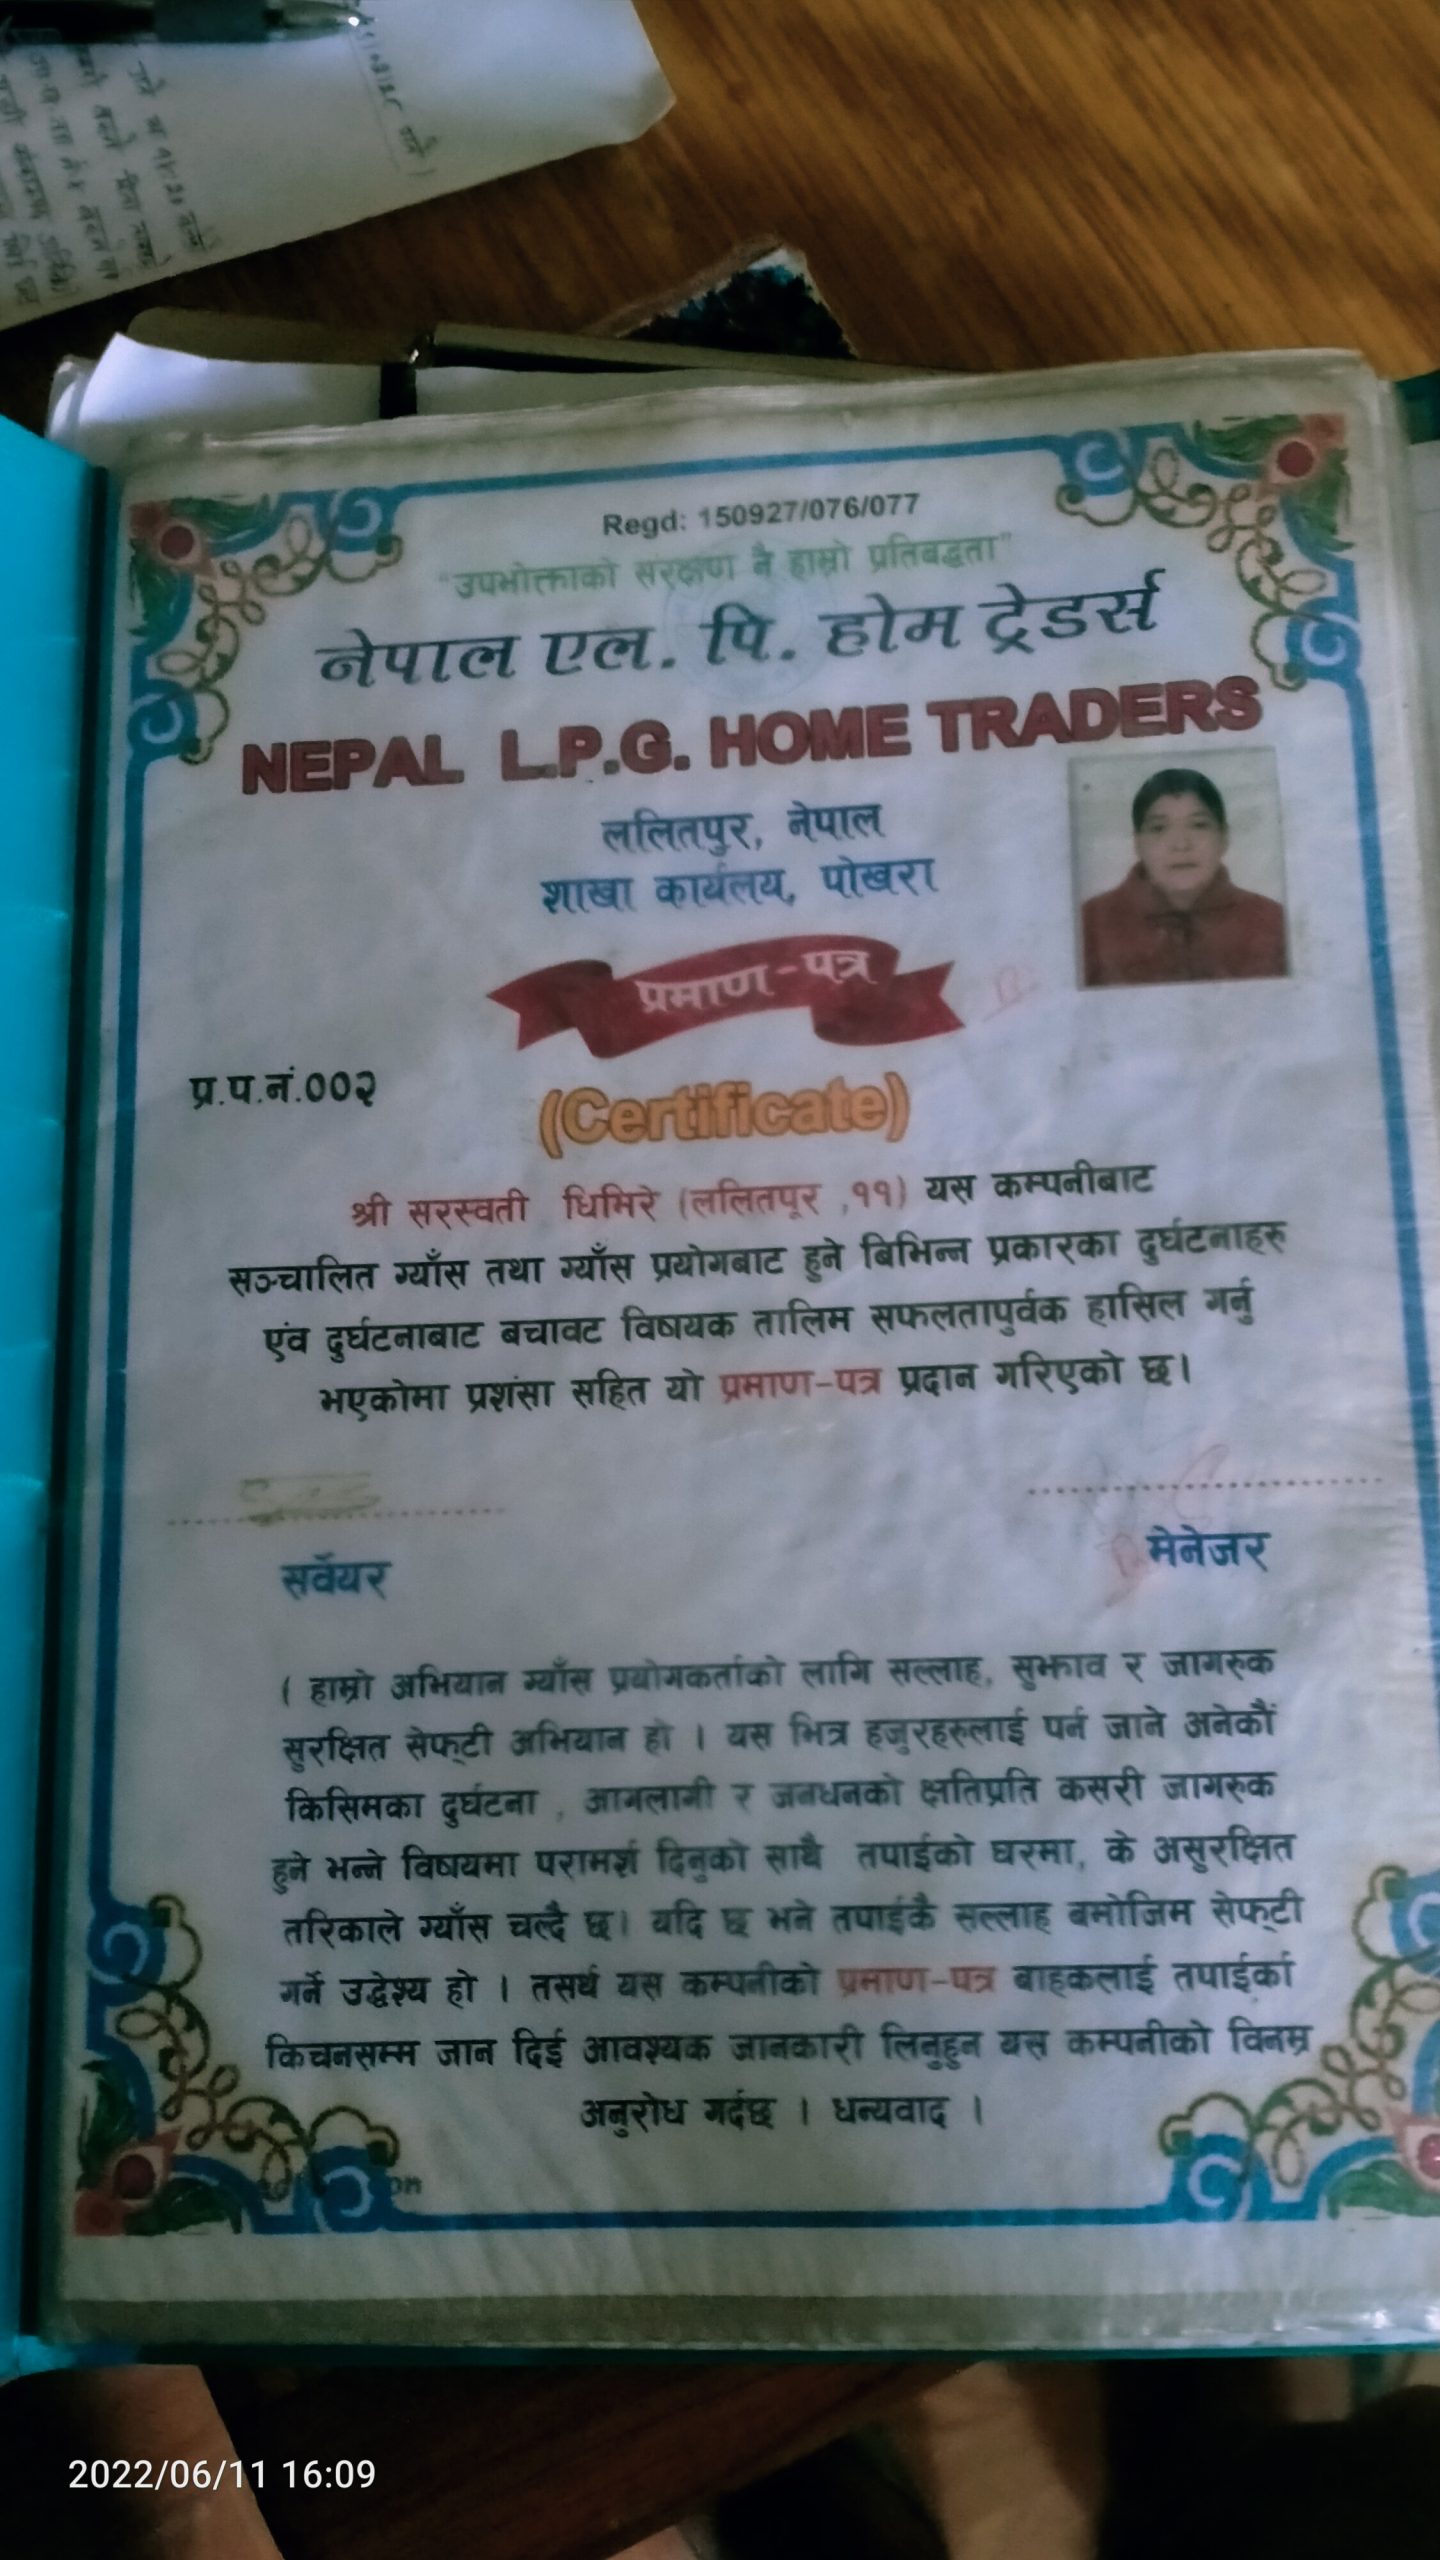 Regd: 150927/076/077
"उपभोक्ताको संरक्षण नै हाम्रो प्रतिबद्धता"
नेपाल एल. पि. होम ट्रेडर्स
NEPAL L.P.G. HOME TRADERS
ललितपुर, नेपाल
शाखा कार्यलय, पोखरा
प्रमाण-पत्र
प्र.प.नं.००२
(Certificate)
श्री सरस्वती धिमिरे (ललितपूर ,११) यस कम्पनीबाट
सञ्चालित ग्याँस तथा ग्याँस प्रयोगबाट हुने बिभिन्न प्रकारका दुर्घटनाहरु
एंव दुर्घटनाबाट बचावट विषयक तालिम सफलतापुर्वक हासिल गर्नु
भएकोमा प्रशंसा सहित यो प्रमाण-पत्र प्रदान गरिएको छ।
सर्वेयर
मेनेजर
( हाम्रो अभियान ग्याँस प्रयोगकर्ताको लागि सल्लाह, सुझाव र जागरुक
सुरक्षित सेफ्टी अभियान हो । यस भित्र हजुरहरुलाई पर्न जाने अनेकौं
किसिमका दुर्घटना , आगलागी र जनधनको क्षतिप्रति कसरी जागरुक
हुने भन्ने विषयमा परामर्श दिनुको साथै तपाईको घरमा, के असुरक्षित
तरिकाले ग्याँस चल्दै छ। यदि छ भने तपाईकै सल्लाह बमोजिम सेफ्टी
गर्ने उद्धेश्य हो । तसर्थ यस कम्पनीको प्रमाण-पत्र बाहकलाई तपाईको
किचनसम्म जान दिई आवश्यक जानकारी लिनुहुन यस कम्पनीको विनम्र
अनुरोध गर्दछ । धन्यवाद ।
2022/06/11 16:09